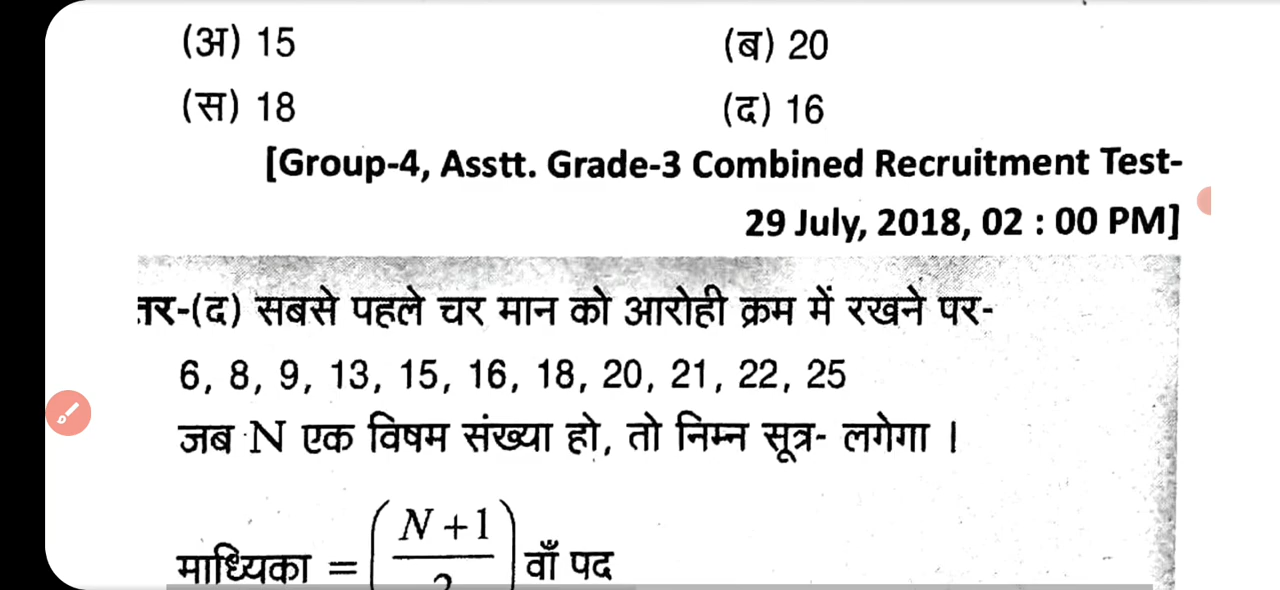 (अ) 15 (ब) 20
(स) 18 (द) 16
[Group-4, Asstt. Grade-3 Combined Recruitment Test-
29 July, 2018, 02 : 00 PM]
(द) सबसे पहले चर मान को आरोही क्रम में रखने पर-
6, 8, 9, 13, 15, 16, 18, 20, 21, 22, 25
जब N एक विषम संख्या हो, तो निम्न सूत्र- लगेगा ।
माध्यिका = (N+1 / 2) वाँ पद